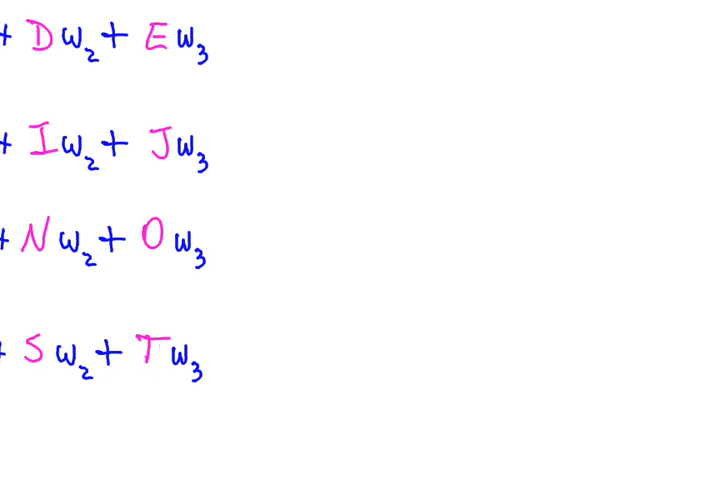 + Dw₂ + Ew₃
+ Iw₂ + Jw₃
+ Nw₂ + Ow₃
+ Sw₂ + Tw₃